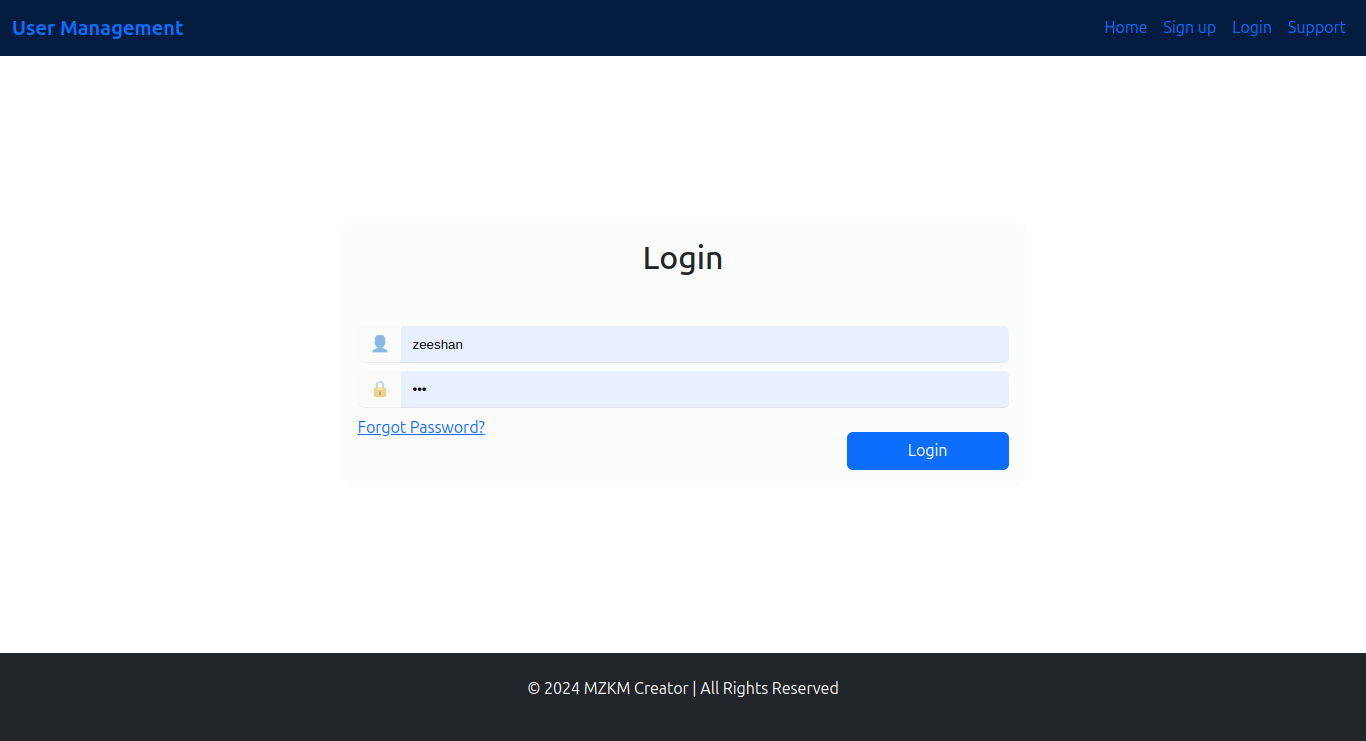 User Management
Home Sign up Login Support
Login
zeeshan
•••
Forgot Password?
Login
© 2024 MZKM Creator | All Rights Reserved